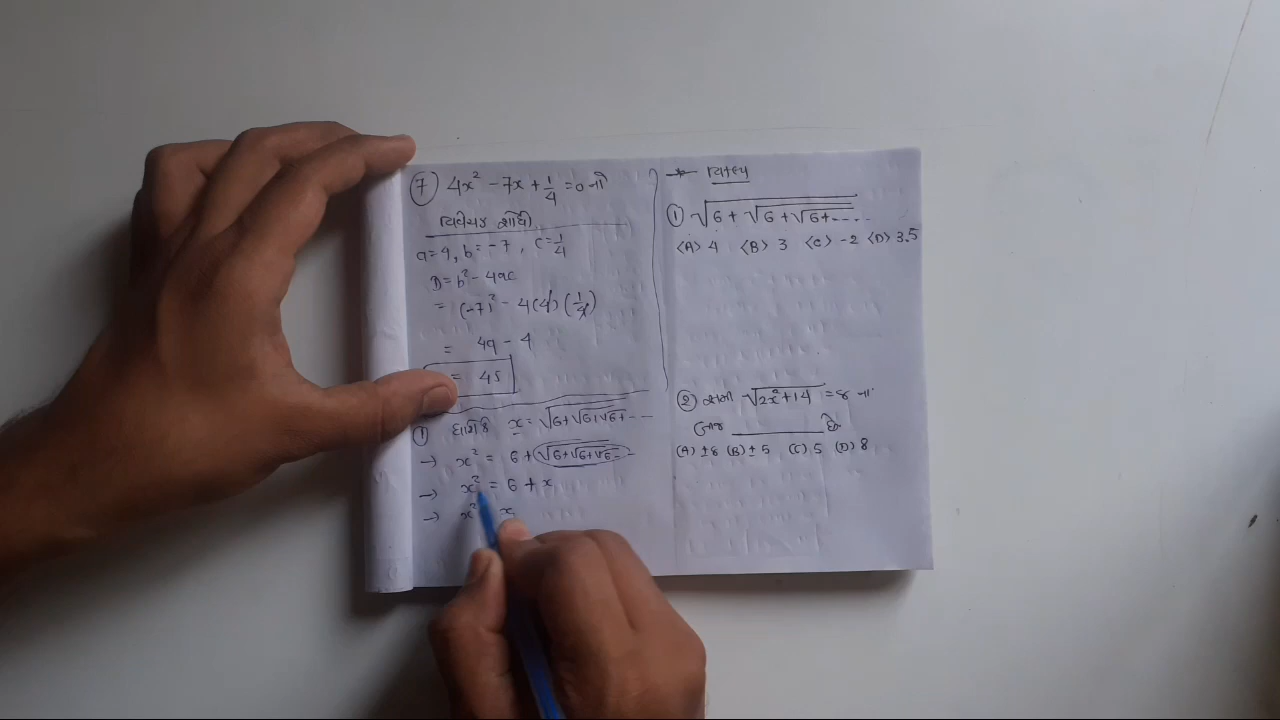 ⑦ 4x² - 7x + 1/4 = 0 નો
વિવેચક શોધો.
a=4, b=-7, c=1/4
D=b²-4ac
= (-7)² - 4(4)(1/4)
= 49 - 4
= 45
① ધારો કે x = √6+√6+√6+---
→ x² = 6 + √6+√6+√6---
→ x² = 6 + x
→ x² x
* વિકલ્પ
① √6 + √6 + √6+....
(A) 4 (B) 3 (C) -2 (D) 3.5
② √2x²+14 = 8 ના
બીજ ______ છે.
(A) ±8 (B) ±5 (C) 5 (D) 8